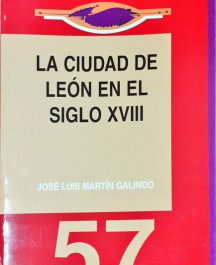 LA CIUDAD DE
LEÓN EN EL
SIGLO XVIII
JOSÉ LUIS MARTÍN GALINDO
57